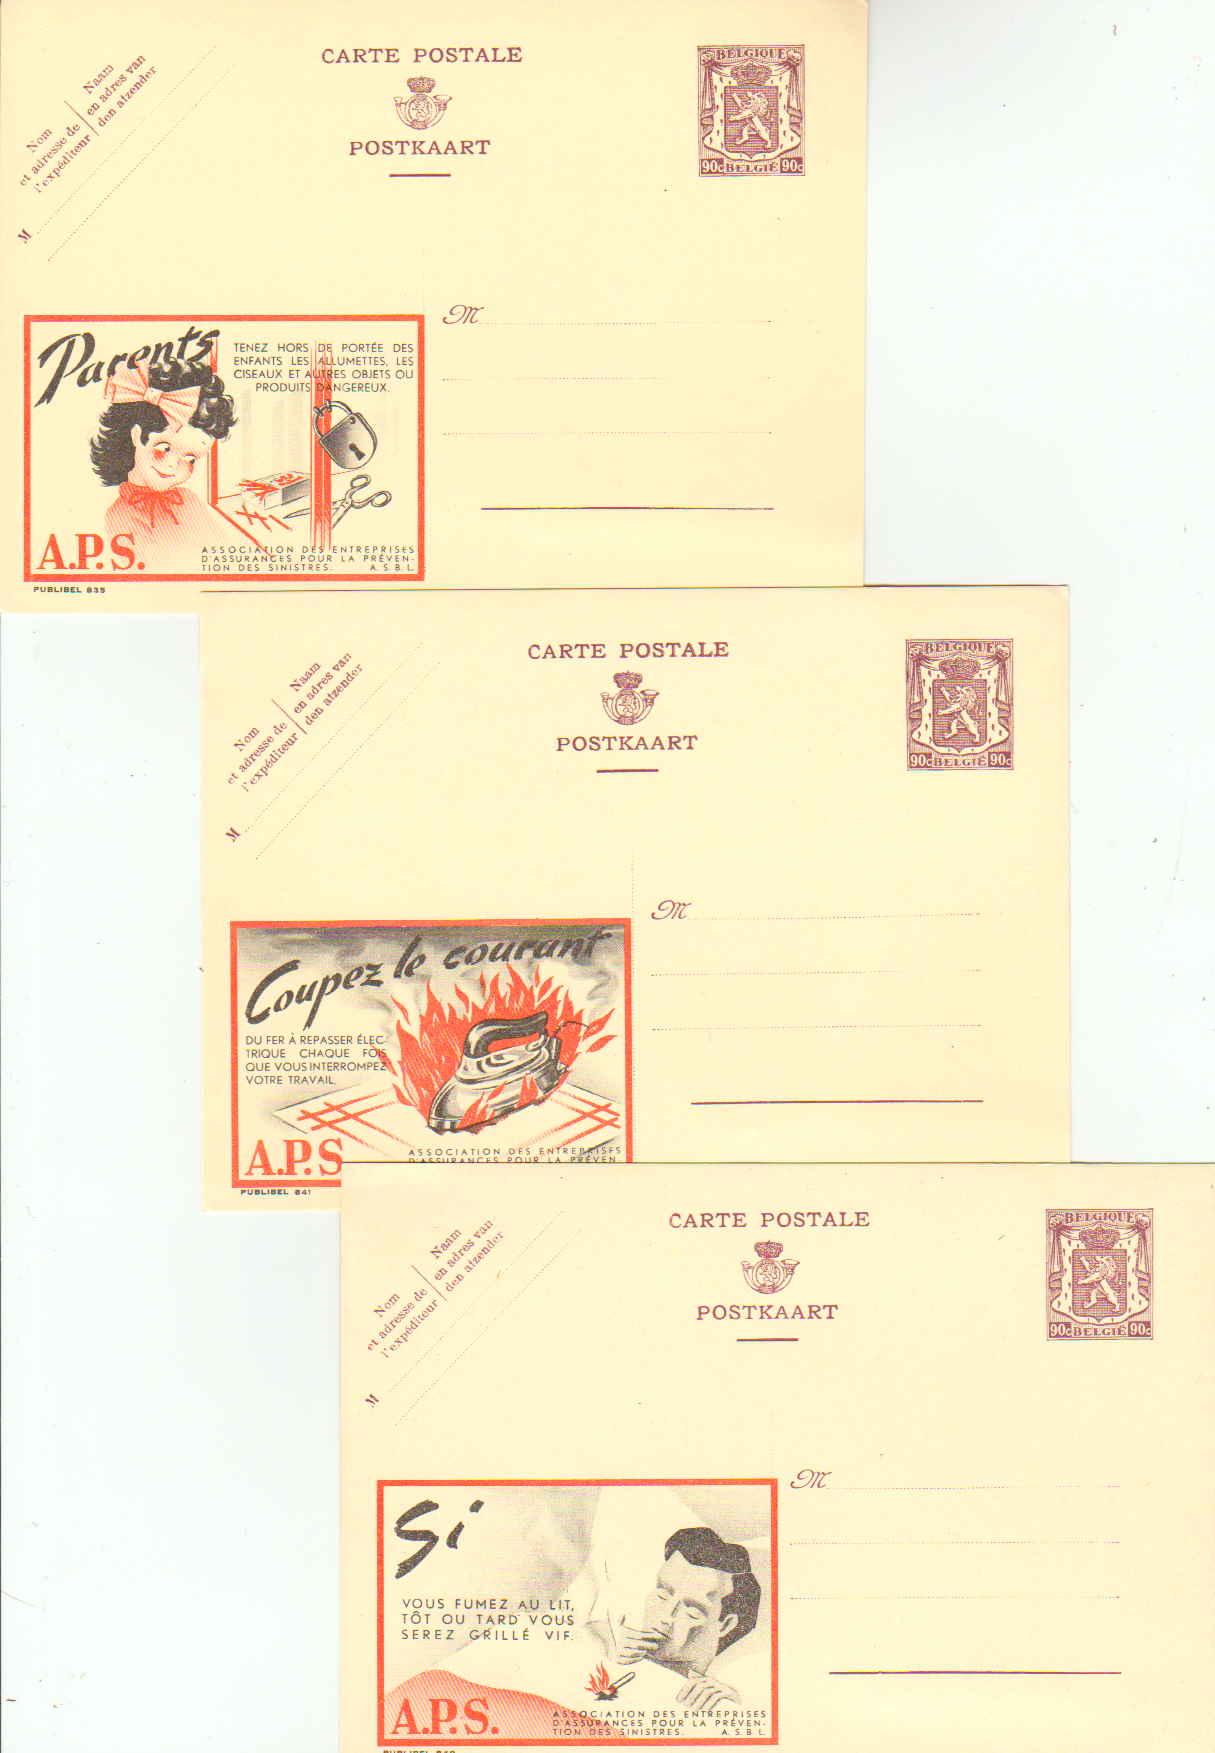 CARTE POSTALE
POSTKAART
BELGIQUE
90c BELGIË 90c
Nom
et adresse de
l'expéditeur
Naam
en adres van
den afzender
M
M
Parents
TENEZ HORS DE PORTÉE DES
ENFANTS LES ALLUMETTES, LES
CISEAUX ET AUTRES OBJETS OU
PRODUITS DANGEREUX.
A.P.S.
ASSOCIATION DES ENTREPRISES
D'ASSURANCES POUR LA PRÉVEN-
TION DES SINISTRES. A.S.B.L.
PUBLIBEL 835
CARTE POSTALE
POSTKAART
BELGIQUE
90c BELGIË 90c
Nom
et adresse de
l'expéditeur
Naam
en adres van
den afzender
M
M
Coupez le courant
DU FER À REPASSER ÉLEC-
TRIQUE CHAQUE FOIS
QUE VOUS INTERROMPEZ
VOTRE TRAVAIL.
A.P.S
ASSOCIATION DES ENTREPRISES
D'ASSURANCES POUR LA PRÉVEN-
PUBLIBEL 841
CARTE POSTALE
POSTKAART
BELGIQUE
90c BELGIË 90c
Nom
et adresse de
l'expéditeur
Naam
en adres van
den afzender
M
M
Si
VOUS FUMEZ AU LIT,
TÔT OU TARD VOUS
SEREZ GRILLÉ VIF.
A.P.S.
ASSOCIATION DES ENTREPRISES
D'ASSURANCES POUR LA PRÉVEN-
TION DES SINISTRES. A.S.B.L.
PUBLIBEL